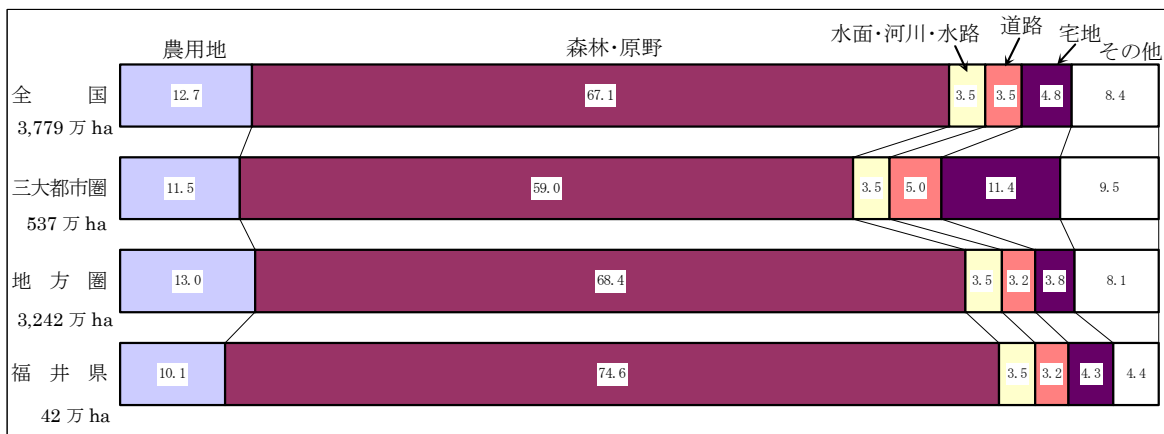 水面・河川・水路 道路 宅地
農用地 森林・原野 その他
全国 12.7 67.1 3.5 3.5 4.8 8.4
3,779 万 ha
三大都市圏 11.5 59.0 3.5 5.0 11.4 9.5
537 万 ha
地方圏 13.0 68.4 3.5 3.2 3.8 8.1
3,242 万 ha
福井県 10.1 74.6 3.5 3.2 4.3 4.4
42 万 ha